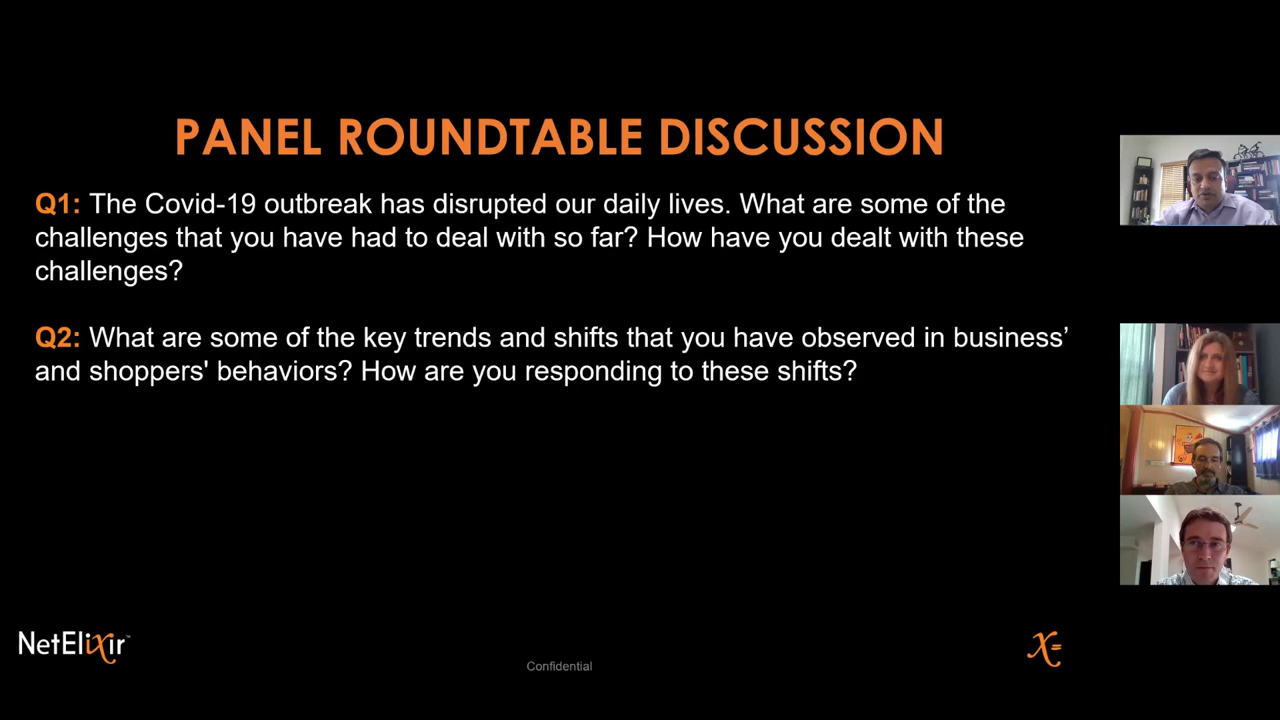 PANEL ROUNDTABLE DISCUSSION
Q1: The Covid-19 outbreak has disrupted our daily lives. What are some of the
challenges that you have had to deal with so far? How have you dealt with these
challenges?
Q2: What are some of the key trends and shifts that you have observed in business’
and shoppers' behaviors? How are you responding to these shifts?
NetElixir™
Confidential
X=